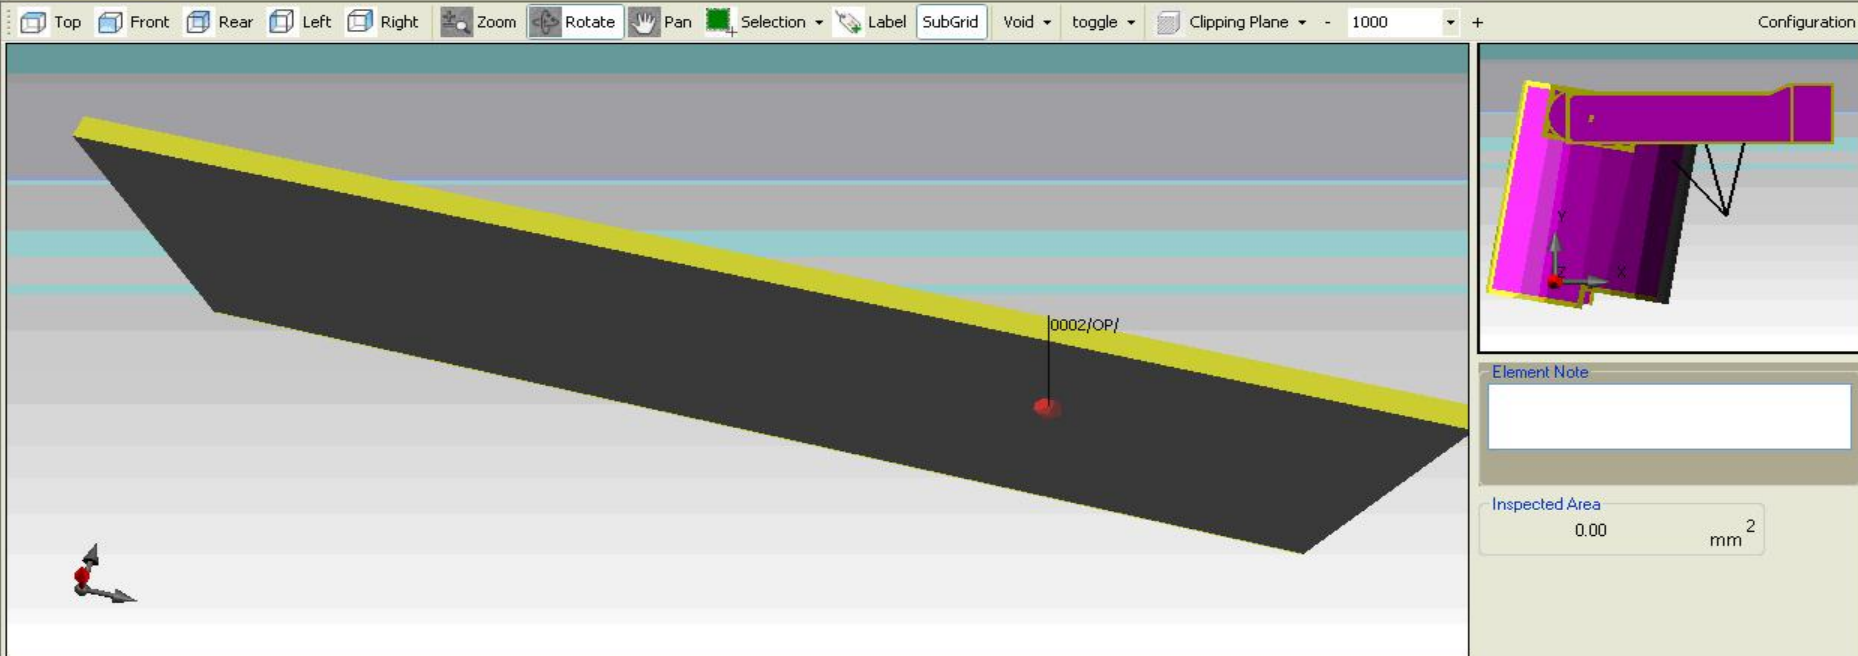 Top Front Rear Left Right Zoom Rotate Pan Selection Label SubGrid Void toggle Clipping Plane - 1000 + Configuration
0002/OP/
Y
Z X
Element Note
Inspected Area
0.00 mm 2